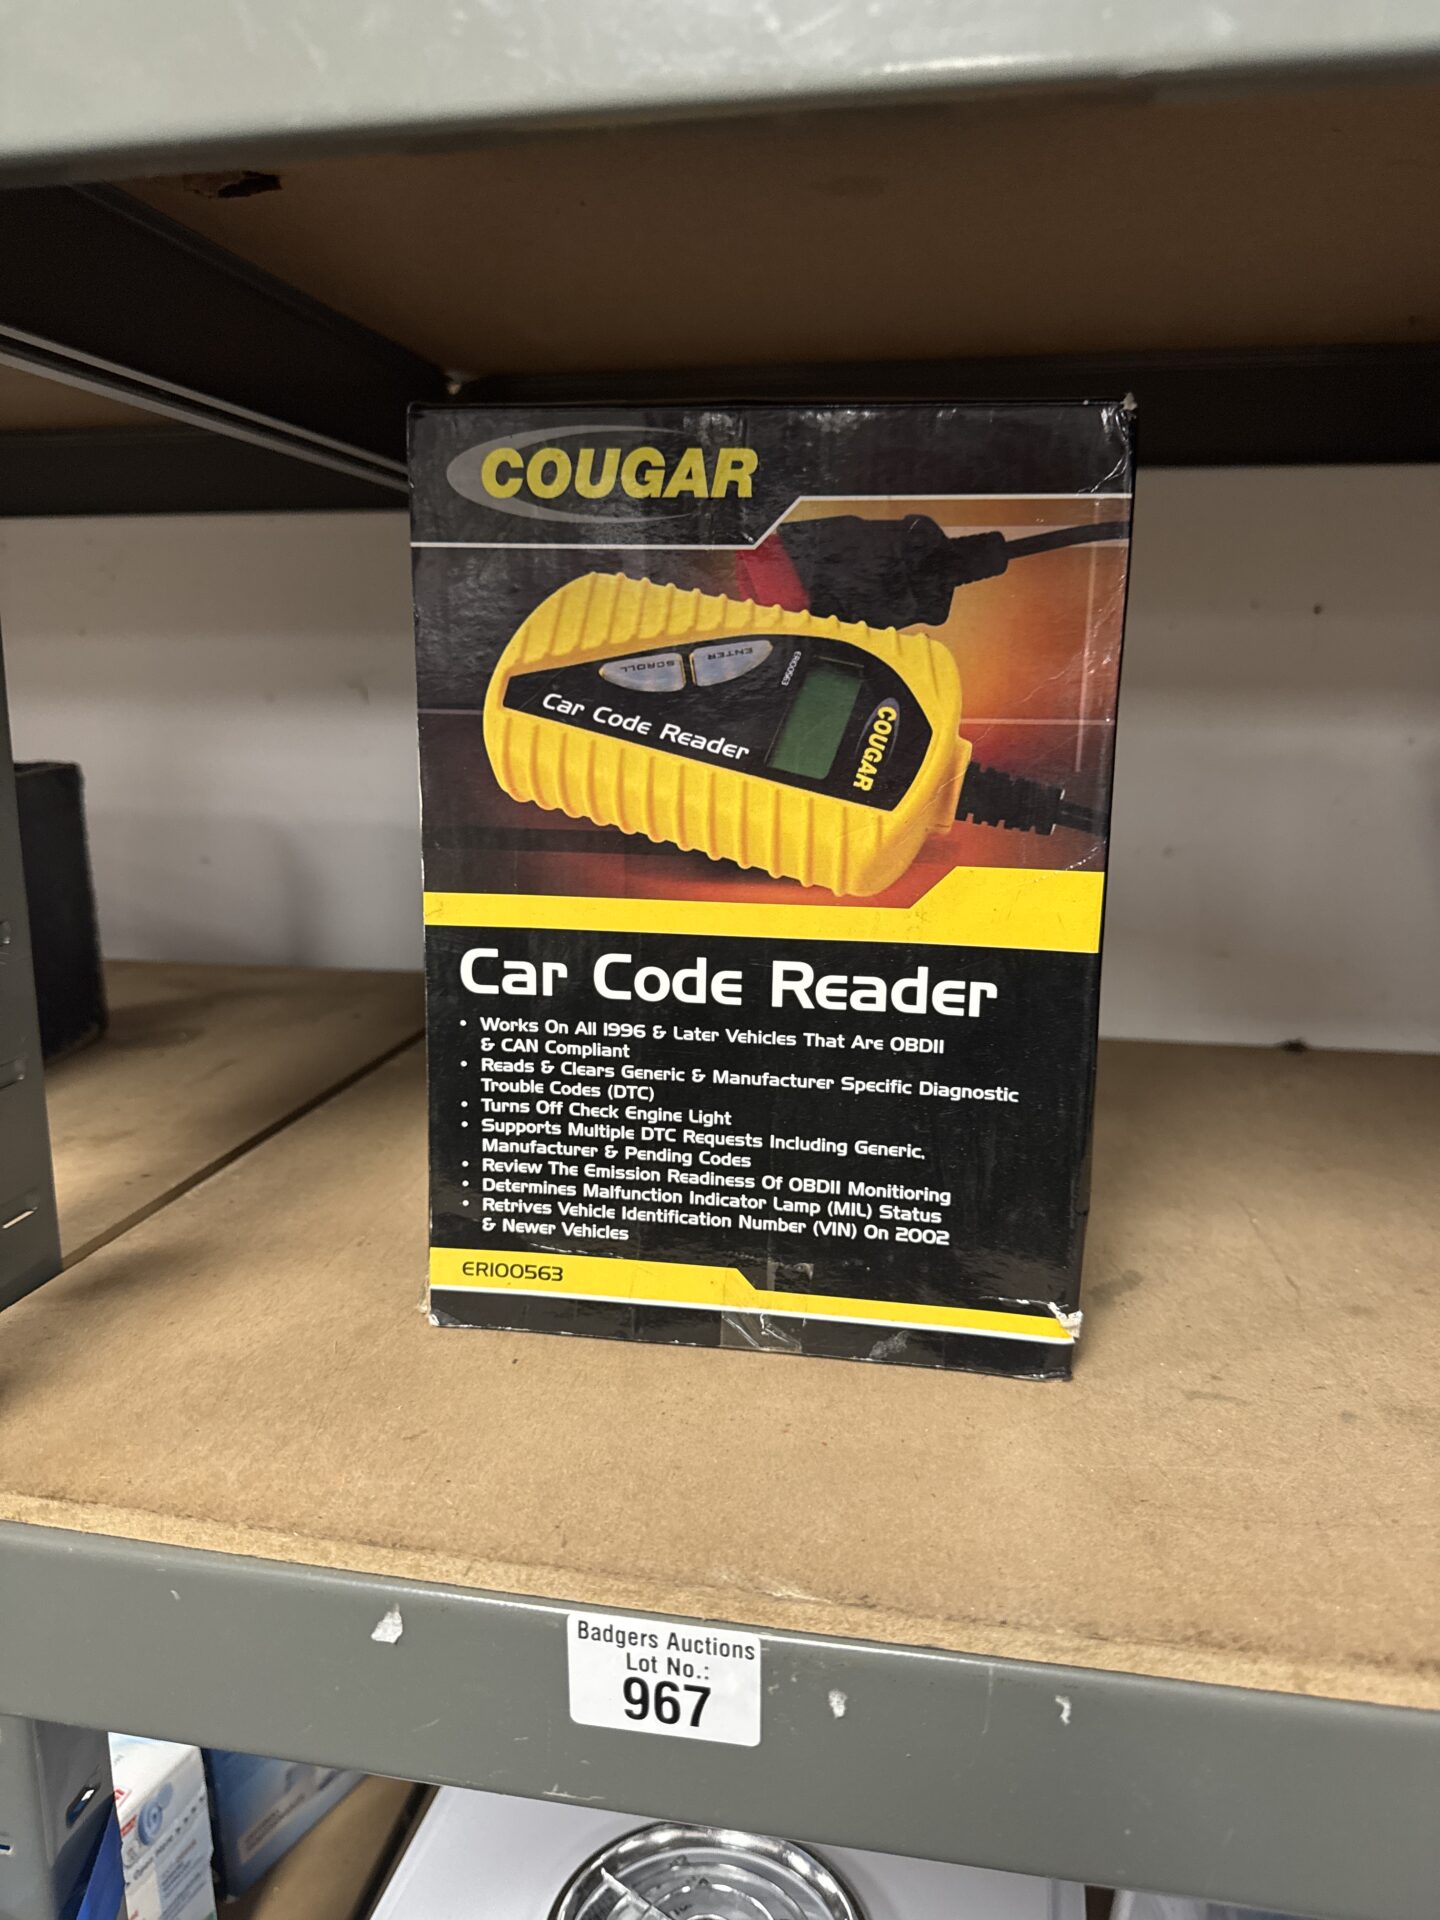 COUGAR
ENTER
SCROLL
ER100563
Car Code Reader
COUGAR
Car Code Reader
• Works On All 1996 & Later Vehicles That Are OBDII
& CAN Compliant
• Reads & Clears Generic & Manufacturer Specific Diagnostic
Trouble Codes (DTC)
• Turns Off Check Engine Light
• Supports Multiple DTC Requests Including Generic,
Manufacturer & Pending Codes
• Review The Emission Readiness Of OBDII Monitioring
• Determines Malfunction Indicator Lamp (MIL) Status
• Retrives Vehicle Identification Number (VIN) On 2002
& Newer Vehicles
ER100563
Badgers Auctions
Lot No.:
967